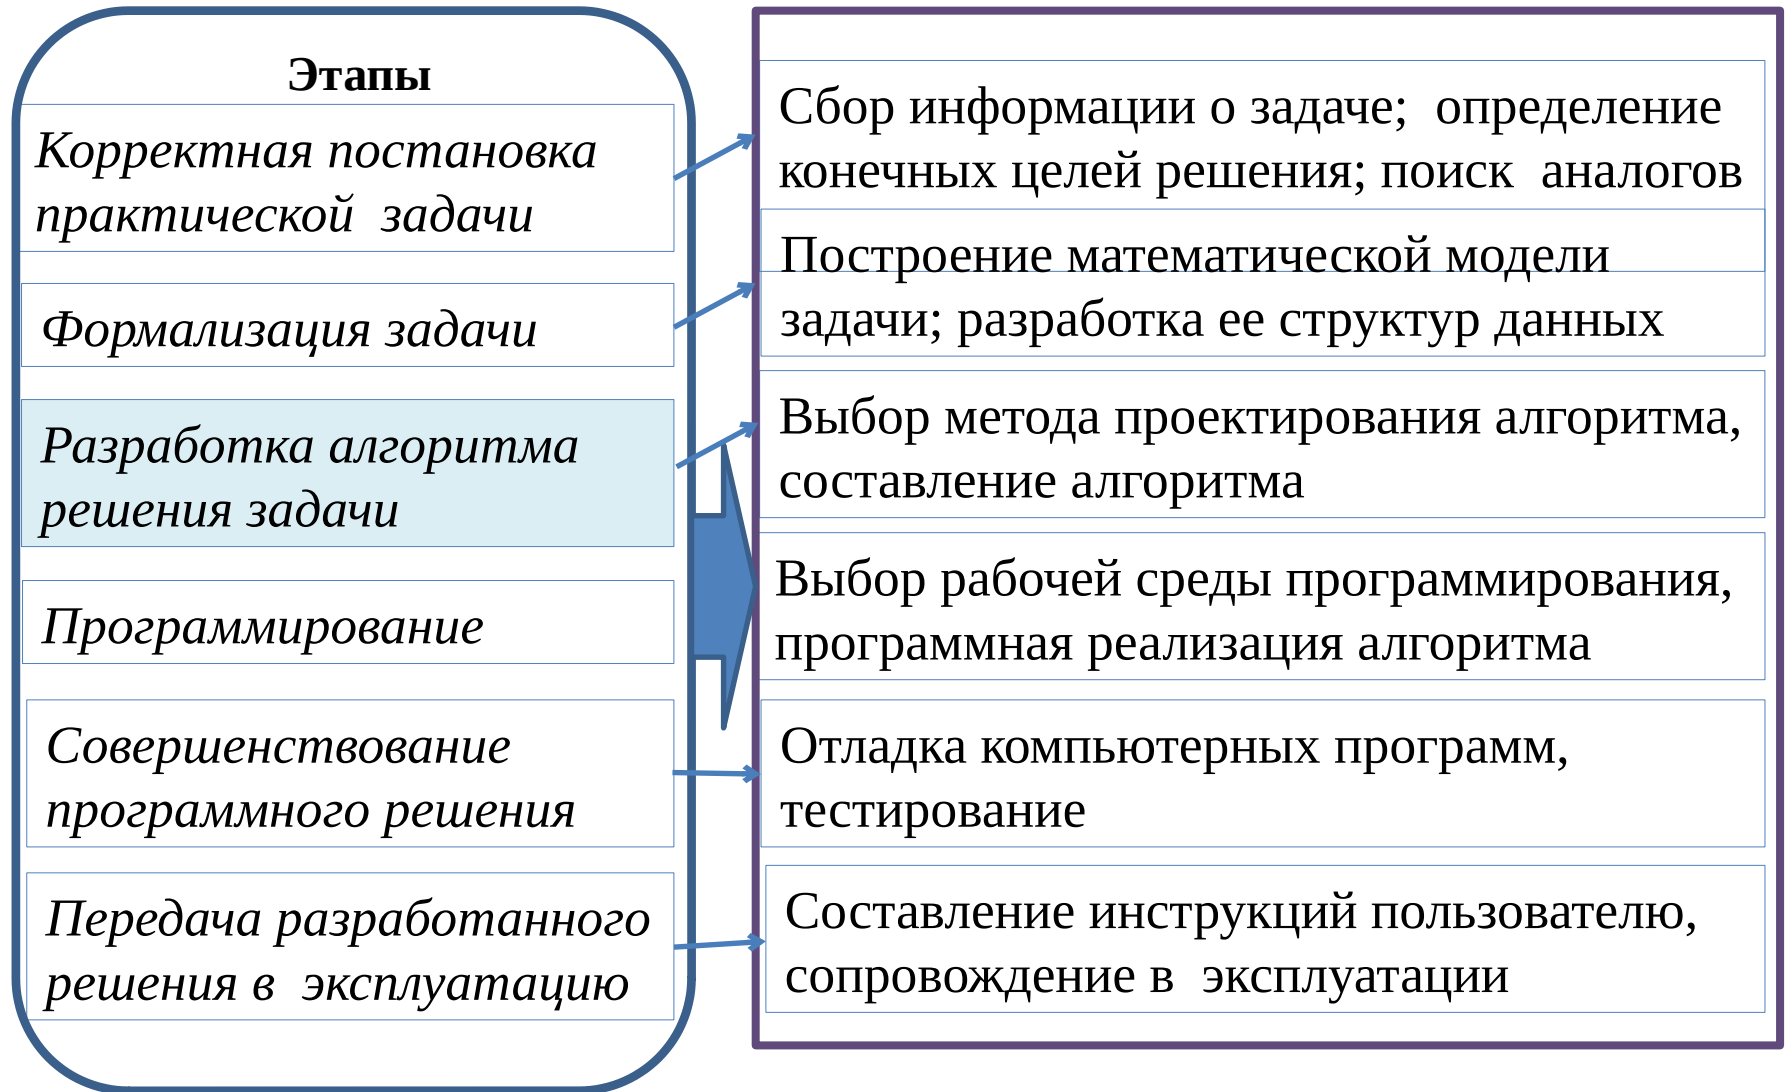 Этапы
Корректная постановка
практической задачи
Формализация задачи
Разработка алгоритма
решения задачи
Программирование
Совершенствование
программного решения
Передача разработанного
решения в эксплуатацию
Сбор информации о задаче; определение
конечных целей решения; поиск аналогов
Построение математической модели
задачи; разработка ее структур данных
Выбор метода проектирования алгоритма,
составление алгоритма
Выбор рабочей среды программирования,
программная реализация алгоритма
Отладка компьютерных программ,
тестирование
Составление инструкций пользователю,
сопровождение в эксплуатации